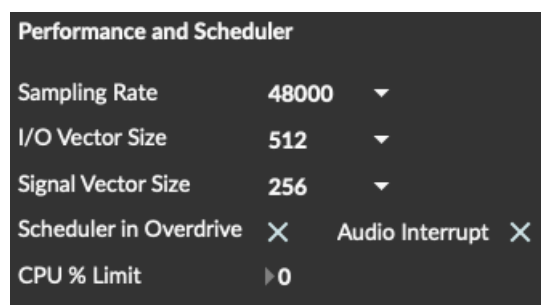 Performance and Scheduler
Sampling Rate 48000
I/O Vector Size 512
Signal Vector Size 256
Scheduler in Overdrive Audio Interrupt
CPU % Limit 0